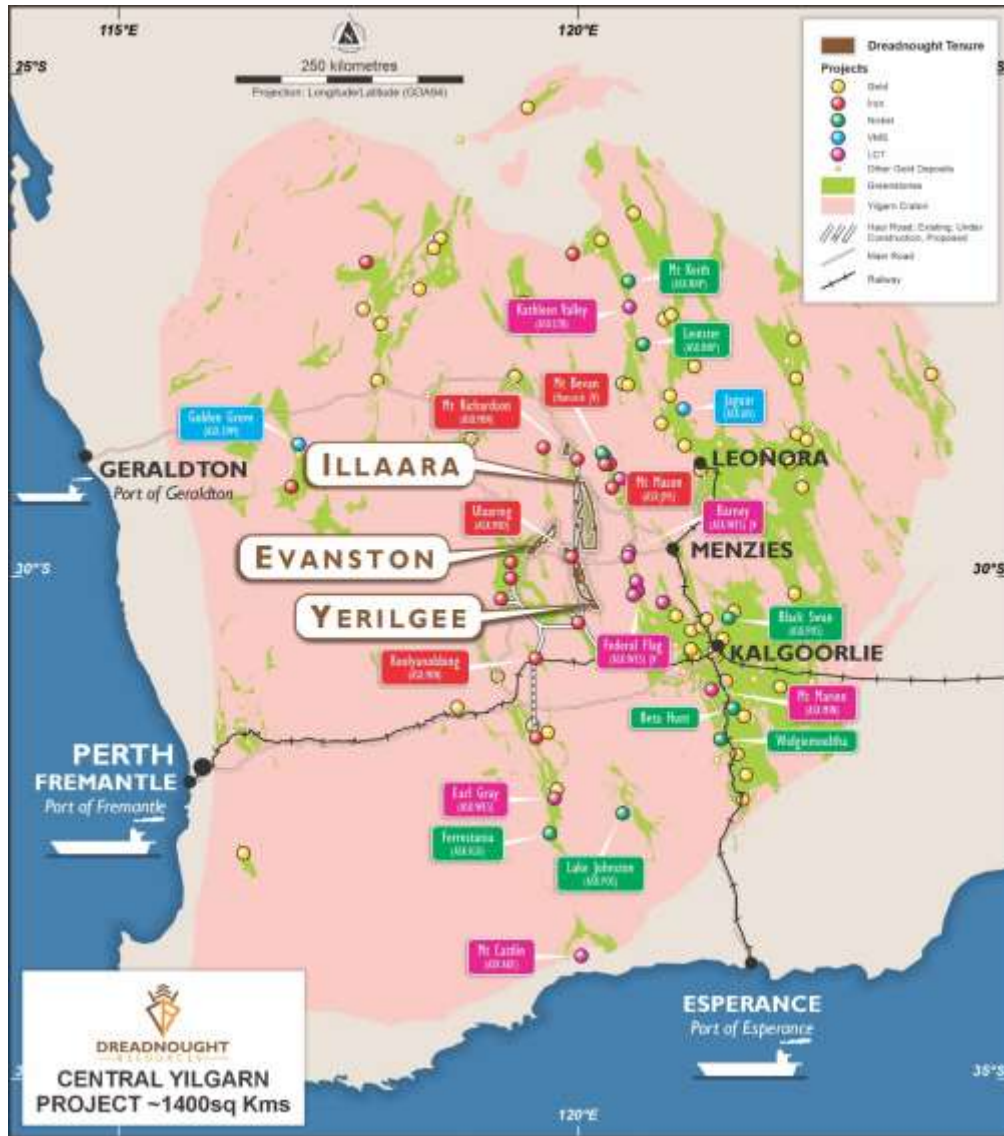 115°E
120°E
25°S
25°S
250 kilometres
Projection: Longitude/Latitude (GDA94)
Dreadnought Tenure
Projects
Gold
Iron
Nickel
VMS
LCT
Other Gold Deposits
Greenstones
Yilgarn Craton
Haul Road; Existing, Under
Construction, Proposed
Main Road
Railway
Mt Keith
Kathleen Valley
Leinster
Mt Bevan
Mt Richardson
Jaguar
Golden Grove
GERALDTON
Port of Geraldton
ILLAARA
LEONORA
Mt Mason
Ularring
Barney
EVANSTON
MENZIES
30°S
30°S
YERILGEE
Black Swan
Federal Flag
KALGOORLIE
Koolyanobbing
Mt Marion
Beta Hunt
Widgiemooltha
PERTH
FREMANTLE
Port of Fremantle
Earl Gray
Forrestania
Lake Johnston
Mt Cattlin
ESPERANCE
Port of Esperance
DREADNOUGHT
RESOURCES
CENTRAL YILGARN
PROJECT ~1400sq Kms
35°S
120°E